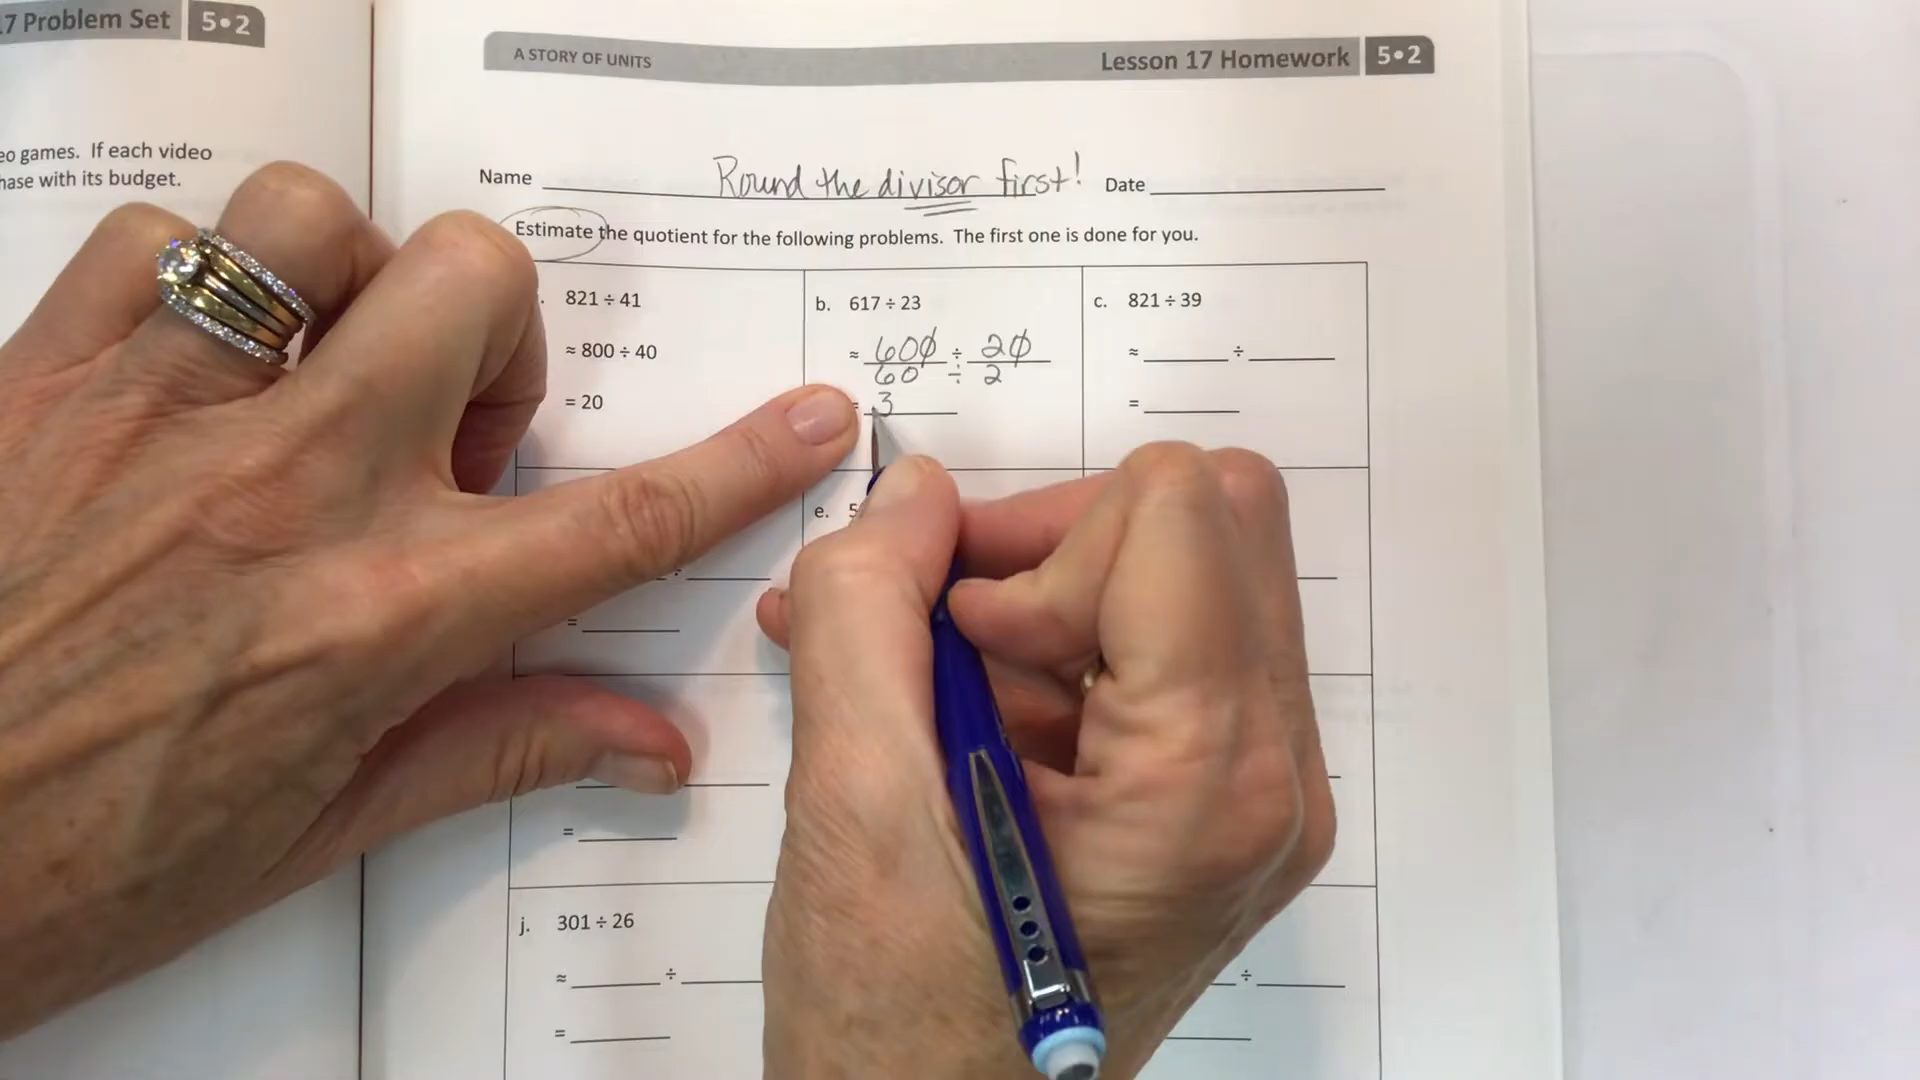 7 Problem Set 5•2
eo games. If each video
hase with its budget.
A STORY OF UNITS
Lesson 17 Homework 5•2
Name Round the divisor first! Date
Estimate the quotient for the following problems. The first one is done for you.
821 ÷ 41
≈ 800 ÷ 40
= 20
b. 617 ÷ 23
≈ 600 ÷ 20
60 ÷ 2
= 3
c. 821 ÷ 39
≈ ÷
=
e. 5
÷
=
=
j. 301 ÷ 26
≈ ÷
=
÷